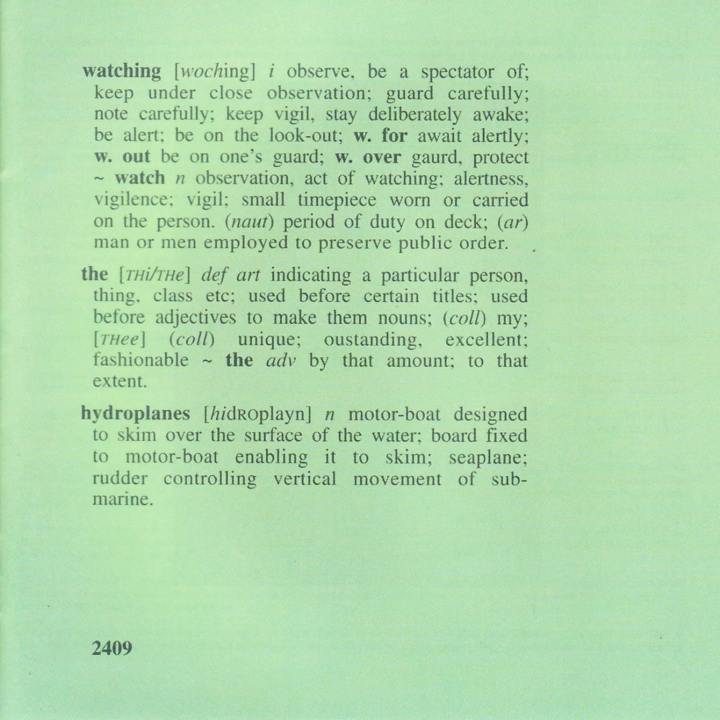 watching [woching] i observe, be a spectator of;
keep under close observation; guard carefully;
note carefully; keep vigil, stay deliberately awake;
be alert; be on the look-out; w. for await alertly;
w. out be on one's guard; w. over gaurd, protect
~ watch n observation, act of watching; alertness,
vigilence; vigil; small timepiece worn or carried
on the person. (naut) period of duty on deck; (ar)
man or men employed to preserve public order.
the [THi/THe] def art indicating a particular person,
thing, class etc; used before certain titles; used
before adjectives to make them nouns; (coll) my;
[THee] (coll) unique; oustanding, excellent;
fashionable ~ the adv by that amount; to that
extent.
hydroplanes [hidROplayn] n motor-boat designed
to skim over the surface of the water; board fixed
to motor-boat enabling it to skim; seaplane;
rudder controlling vertical movement of sub-
marine.
2409